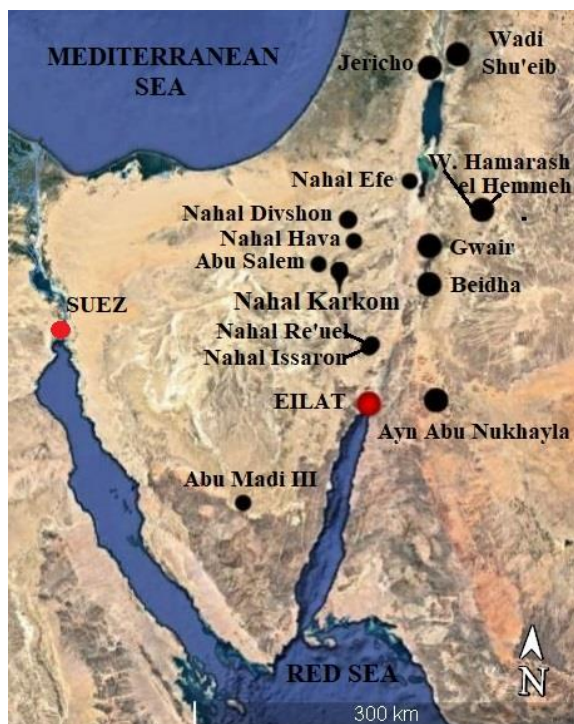 MEDITERRANEAN
SEA
Wadi
Shu'eib
Jericho
W. Hamarash
el Hemmeh
Nahal Efe
Nahal Divshon
Nahal Hava
Abu Salem
Gwair
Nahal Karkom
Beidha
SUEZ
Nahal Re'uel
Nahal Issaron
EILAT
Ayn Abu Nukhayla
Abu Madi III
RED SEA
N
300 km